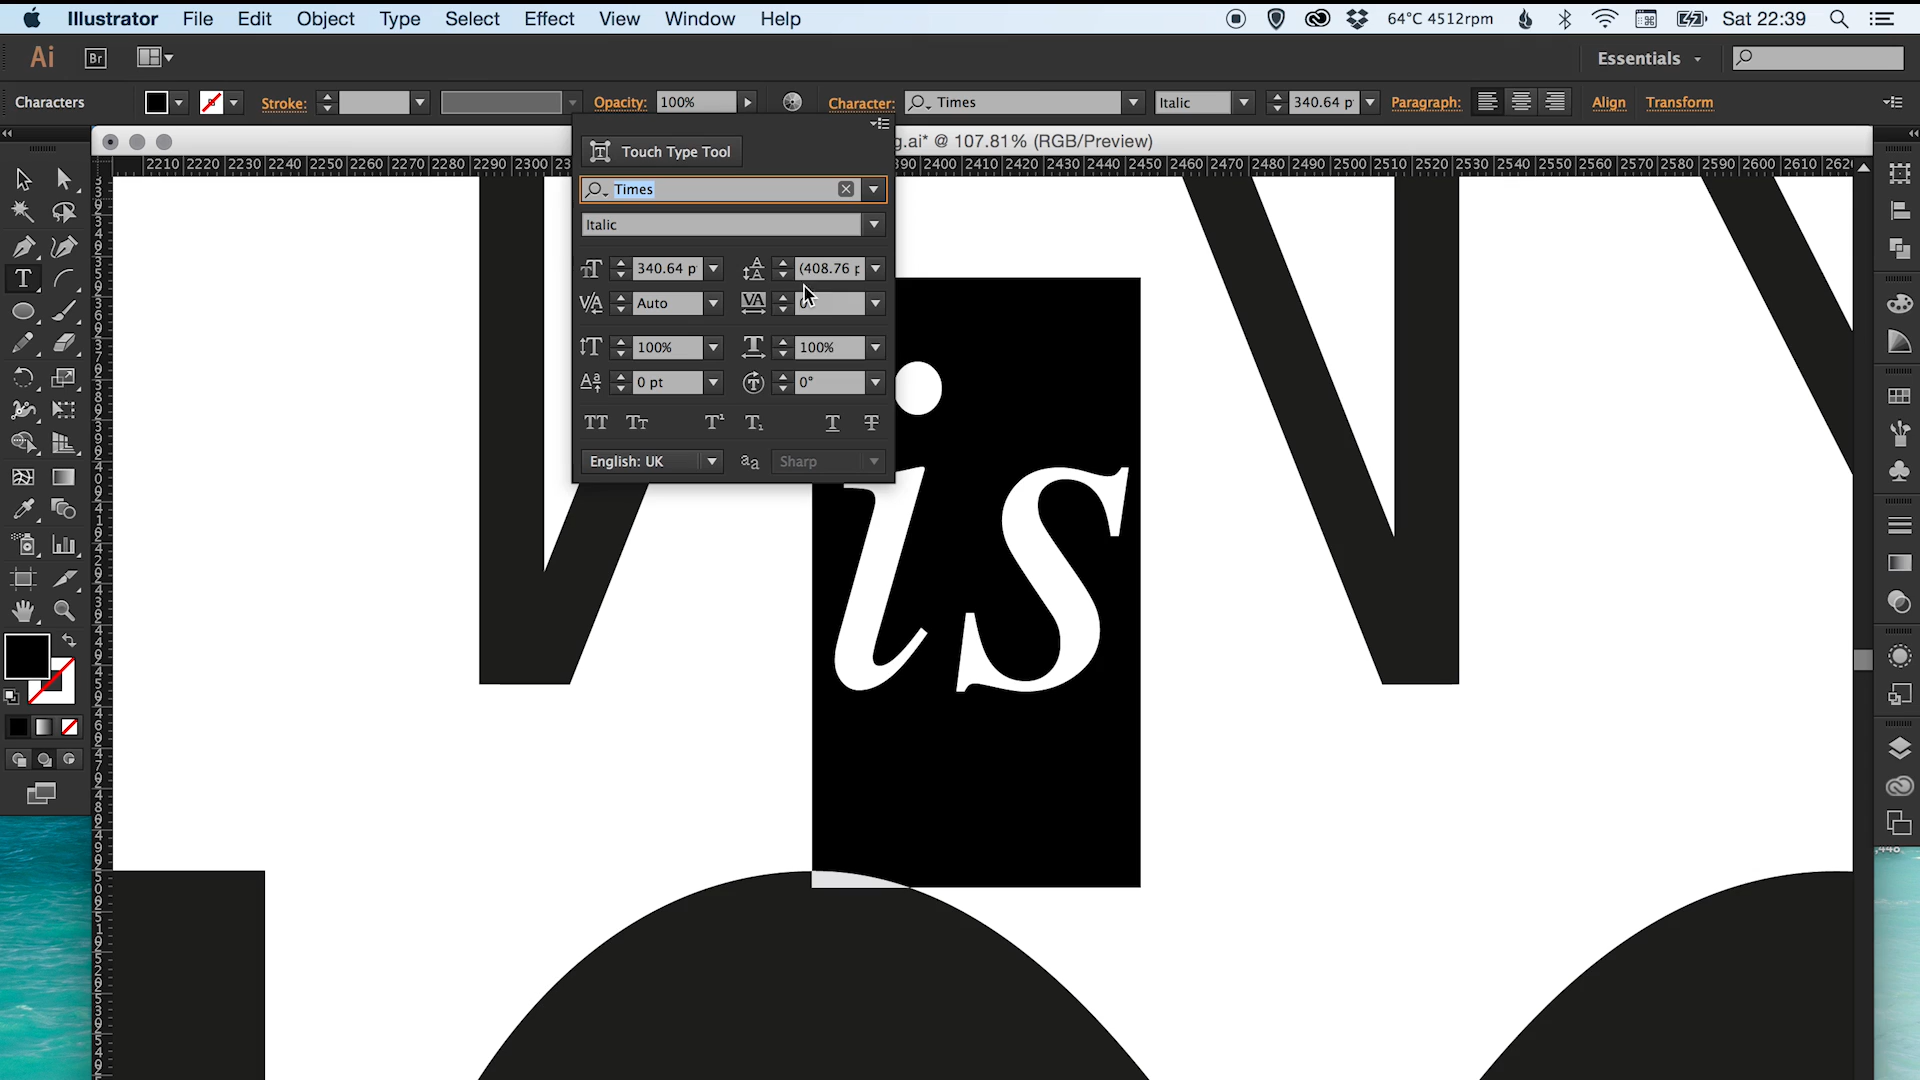 Illustrator File Edit Object Type Select Effect View Window Help 64°C 4512rpm Sat 22:39
Ai Br Essentials
Characters Stroke: Opacity: 100% Character: Times Italic 340.64 p Paragraph: Align Transform
g.ai* @ 107.81% (RGB/Preview)
2210 2220 2230 2240 2250 2260 2270 2280 2290 2300 23
390 2400 2410 2420 2430 2440 2450 2460 2470 2480 2490 2500 2510 2520 2530 2540 2550 2560 2570 2580 2590 2600 2610 262
Touch Type Tool
Times
Italic
340.64 p (408.76 p
Auto
100% 100%
0 pt 0°
English: UK Sharp
is